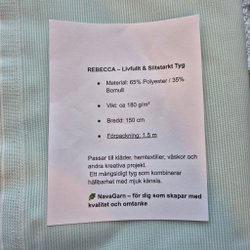 REBECCA – Livfullt & Slitstarkt Tyg
● Material: 65% Polyester / 35%
Bomull
● Vikt: ca 180 g/m²
● Bredd: 150 cm
● Förpackning: 1,5 m
Passar till kläder, hemtextilier, väskor och
andra kreativa projekt.
Ett mångsidigt tyg som kombinerar
hållbarhet med mjuk känsla.
🌿 NavaGarn – för dig som skapar med
kvalitet och omtanke